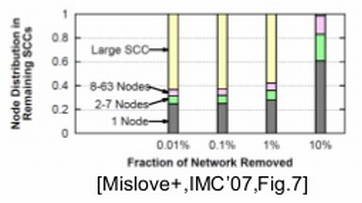 Node Distribution in
Remaining SCCs
1
0.8
0.6
0.4
0.2
0
Large SCC
8-63 Nodes
2-7 Nodes
1 Node
0.01% 0.1% 1% 10%
Fraction of Network Removed
[Mislove+,IMC'07,Fig.7]